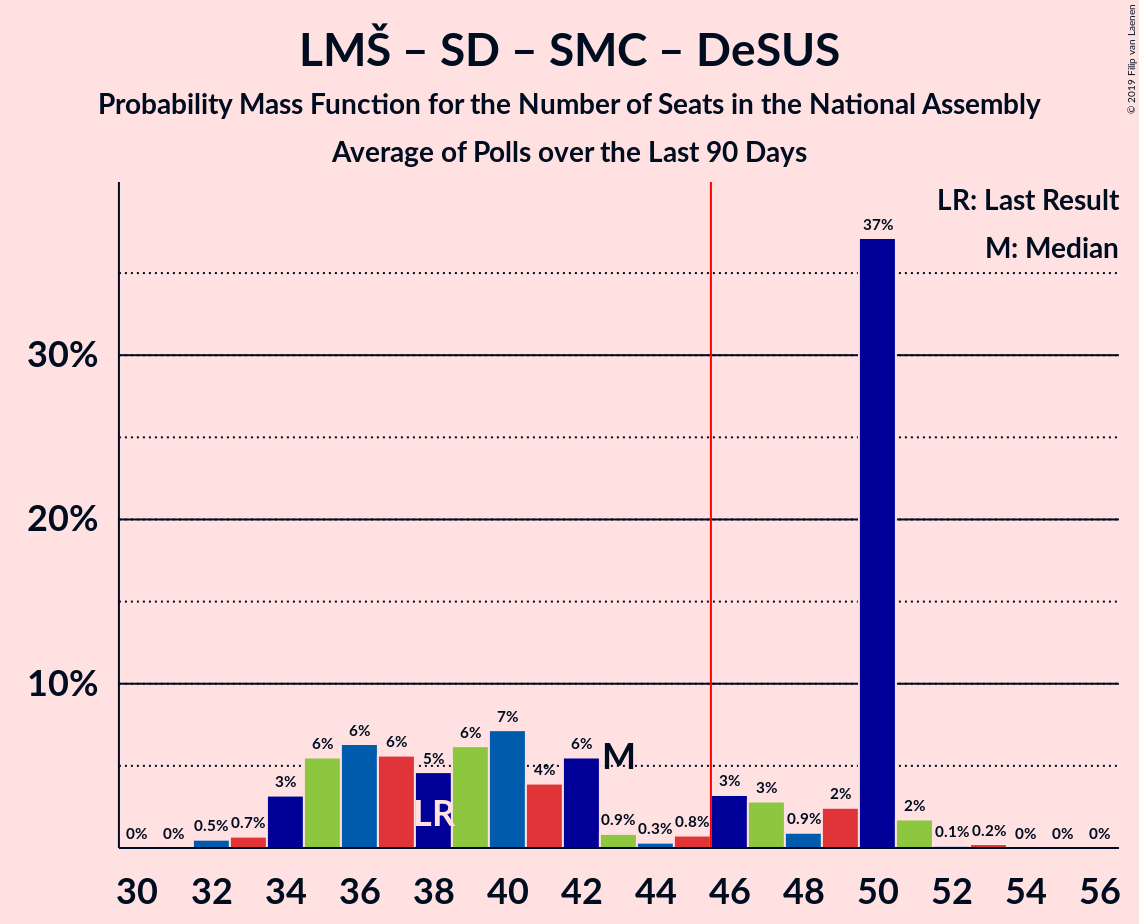 LMŠ – SD – SMC – DeSUS
Probability Mass Function for the Number of Seats in the National Assembly
Average of Polls over the Last 90 Days
© 2019 Filip van Laenen
LR: Last Result
M: Median
30%
20%
10%
0% 0% 0.5% 0.7% 3% 6% 6% 6% 5% 6% 7% 4% 6% 0.9% 0.3% 0.8% 3% 3% 0.9% 2% 37% 2% 0.1% 0.2% 0% 0% 0%
LR
M
30 32 34 36 38 40 42 44 46 48 50 52 54 56